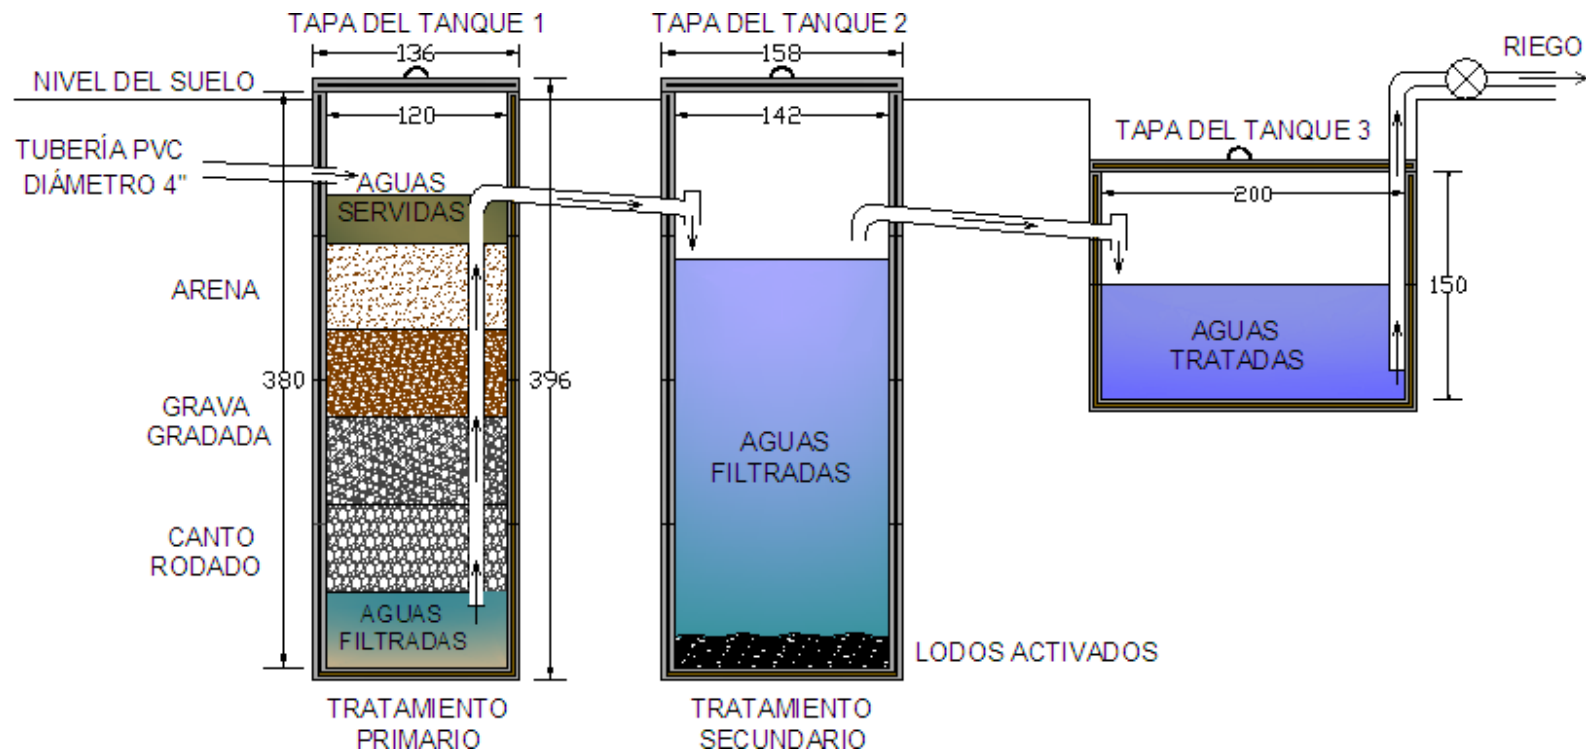 TAPA DEL TANQUE 1
136
TAPA DEL TANQUE 2
158
RIEGO
NIVEL DEL SUELO
120
142
TAPA DEL TANQUE 3
TUBERÍA PVC
DIÁMETRO 4"
AGUAS
SERVIDAS
200
ARENA
150
AGUAS
TRATADAS
380
396
GRAVA
GRADADA
AGUAS
FILTRADAS
CANTO
RODADO
AGUAS
FILTRADAS
LODOS ACTIVADOS
TRATAMIENTO
PRIMARIO
TRATAMIENTO
SECUNDARIO